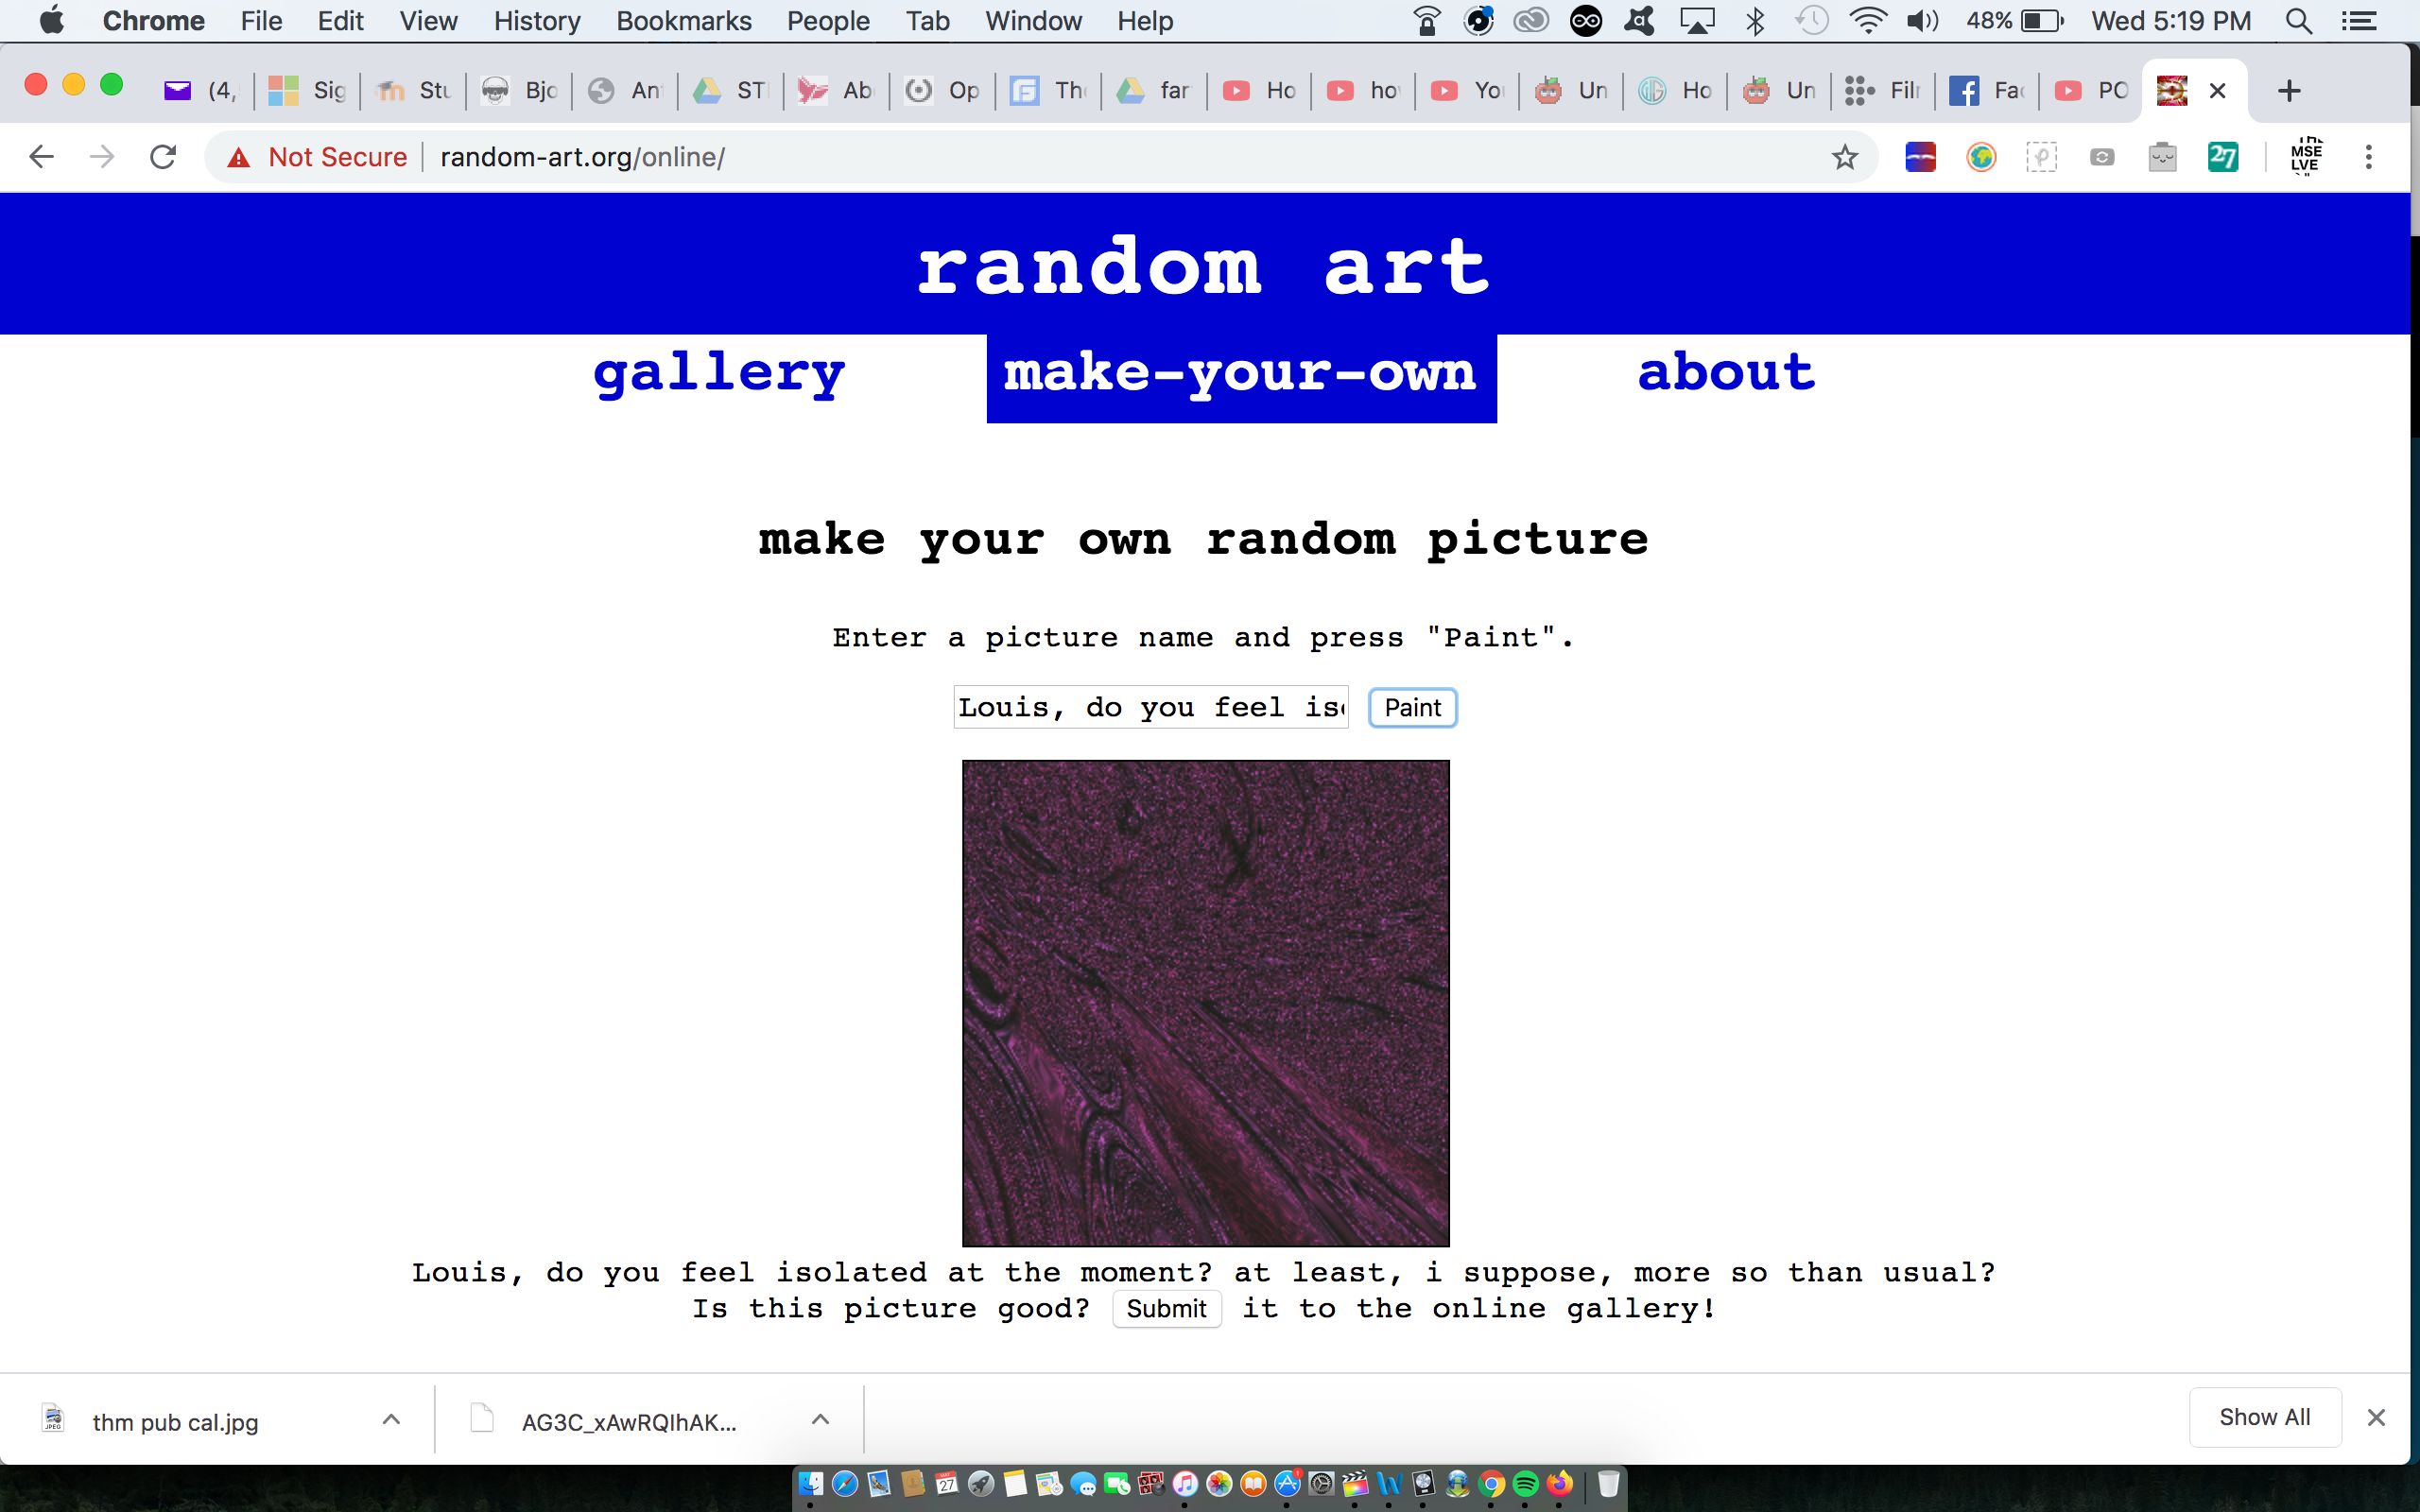 Chrome File Edit View History Bookmarks People Tab Window Help 48% Wed 5:19 PM
(4, Sig Stu Bjo An ST Ab Op Th far Ho ho Yo Un Ho Un Fil Fa PO
Not Secure random-art.org/online/ 27 MSE
LVE
random art
gallery make-your-own about
make your own random picture
Enter a picture name and press "Paint".
Louis, do you feel is Paint
Louis, do you feel isolated at the moment? at least, i suppose, more so than usual?
Is this picture good? Submit it to the online gallery!
JPEG thm pub cal.jpg AG3C_xAwRQIhAK... Show All
27